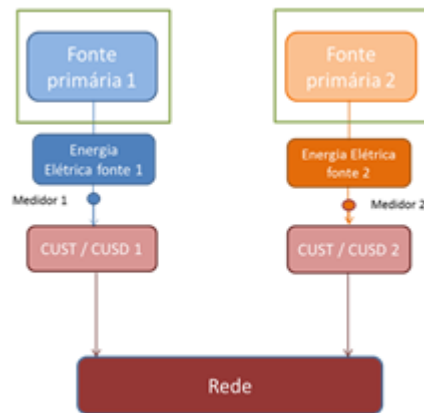 Fonte
primária 1
Fonte
primária 2
Energia
Elétrica fonte 1
Energia Elétrica
fonte 2
Medidor 1
Medidor 2
CUST / CUSD 1
CUST / CUSD 2
Rede